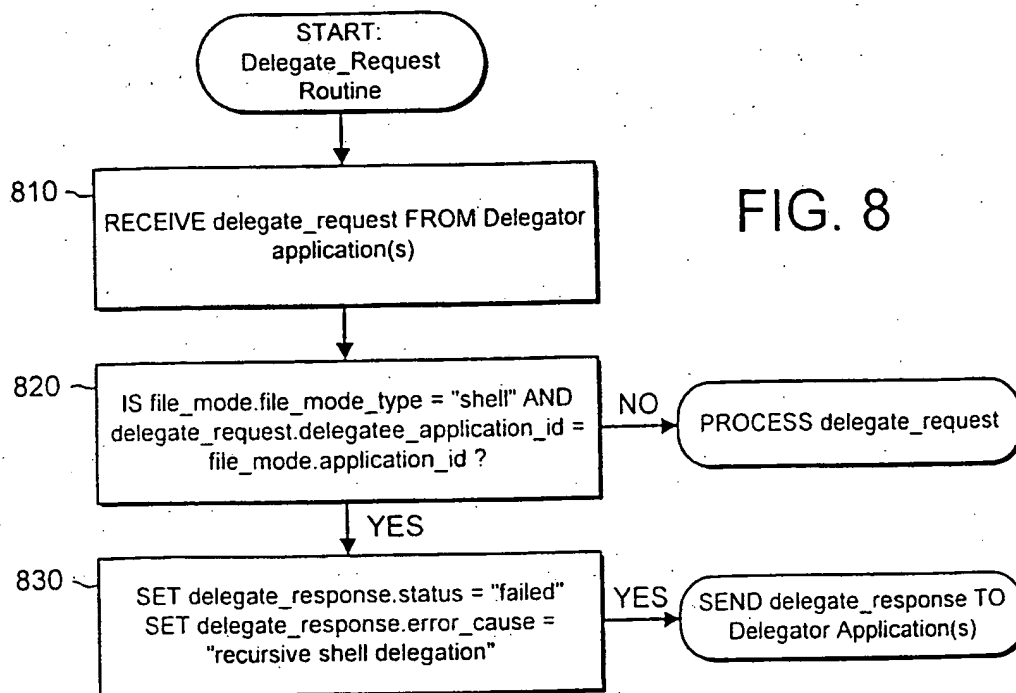 START:
Delegate_Request
Routine
810
RECEIVE delegate_request FROM Delegator
application(s)
FIG. 8
820
IS file_mode.file_mode_type = "shell" AND
delegate_request.delegatee_application_id =
file_mode.application_id ?
NO
PROCESS delegate_request
YES
830
SET delegate_response.status = "failed"
SET delegate_response.error_cause =
"recursive shell delegation"
YES
SEND delegate_response TO
Delegator Application(s)